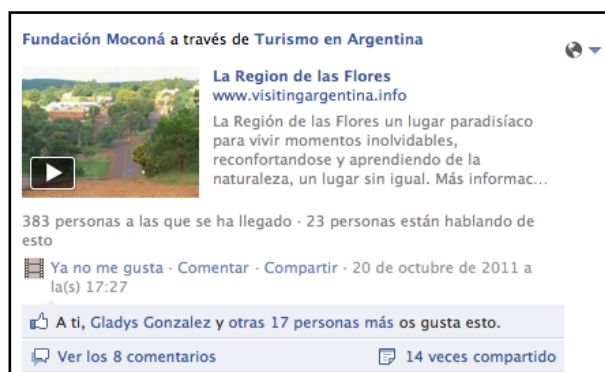 Fundación Moconá a través de Turismo en Argentina
La Region de las Flores
www.visitingargentina.info
La Región de las Flores un lugar paradisíaco
para vivir momentos inolvidables,
reconfortandose y aprendiendo de la
naturaleza, un lugar sin igual. Más informac...
383 personas a las que se ha llegado · 23 personas están hablando de
esto
Ya no me gusta · Comentar · Compartir · 20 de octubre de 2011 a
la(s) 17:27
A ti, Gladys Gonzalez y otras 17 personas más os gusta esto.
Ver los 8 comentarios 14 veces compartido